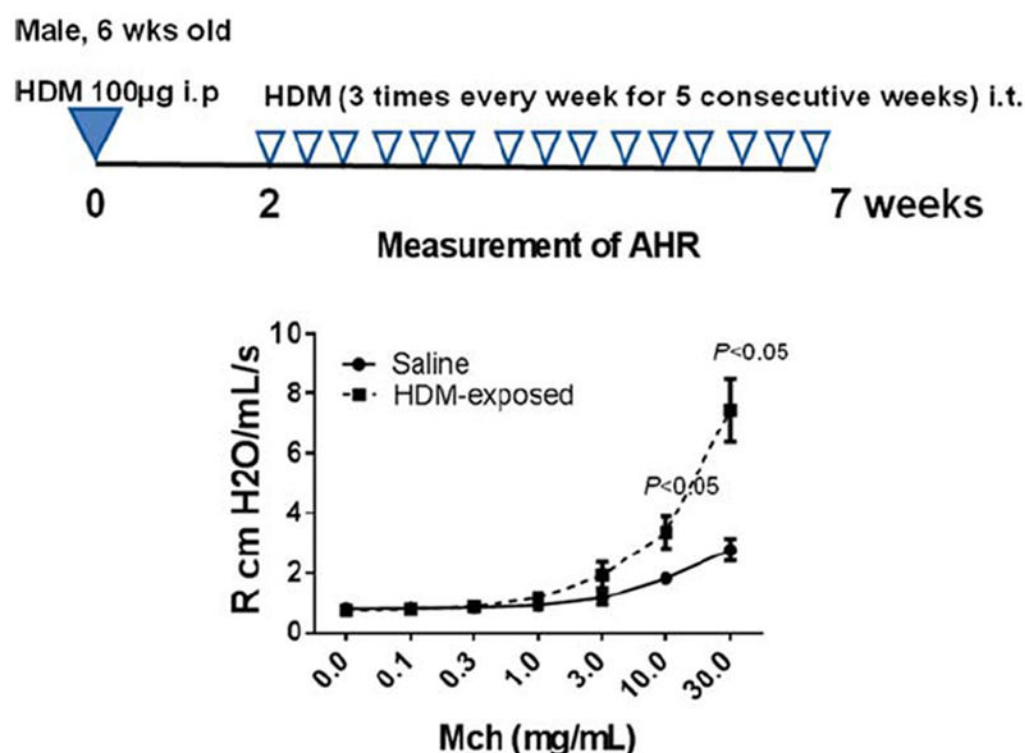 Male, 6 wks old
HDM 100µg i.p
HDM (3 times every week for 5 consecutive weeks) i.t.
0
2
7 weeks
Measurement of AHR
R cm H2O/mL/s
10
8
6
4
2
0
Saline
HDM-exposed
P<0.05
P<0.05
0.0
0.1
0.3
1.0
3.0
10.0
30.0
Mch (mg/mL)